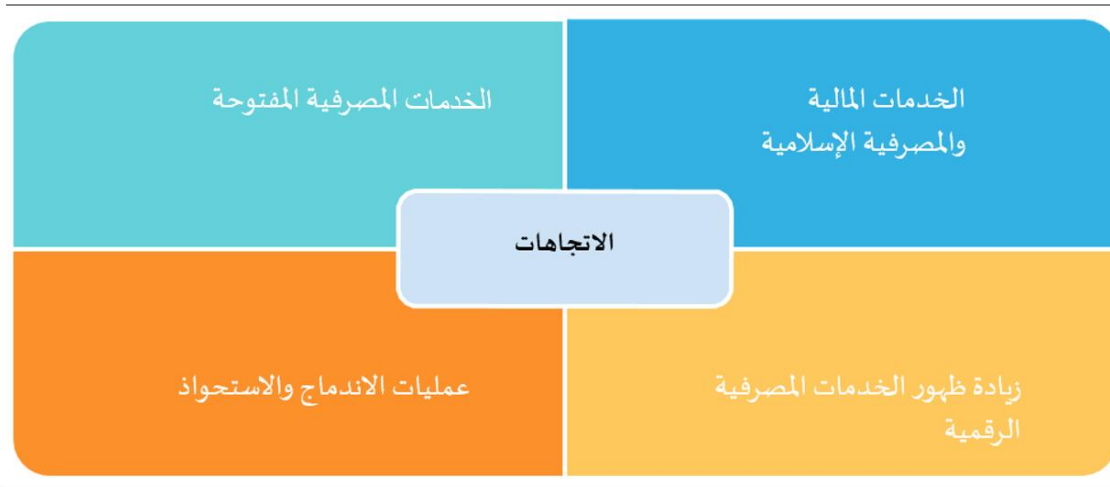 الخدمات المالية
والمصرفية الإسلامية
الخدمات المصرفية المفتوحة
الاتجاهات
زيادة ظهور الخدمات المصرفية
الرقمية
عمليات الاندماج والاستحواذ